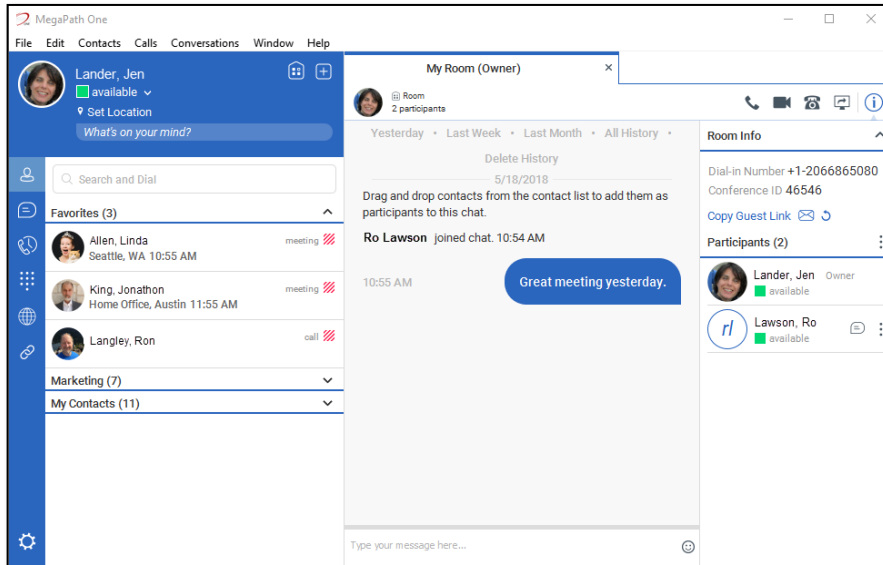 MegaPath One
File Edit Contacts Calls Conversations Window Help
Lander, Jen
available
Set Location
What's on your mind?
Search and Dial
Favorites (3)
Allen, Linda
meeting
Seattle, WA 10:55 AM
King, Jonathon
meeting
Home Office, Austin 11:55 AM
Langley, Ron
call
Marketing (7)
My Contacts (11)
My Room (Owner)
Room
2 participants
Yesterday • Last Week • Last Month • All History •
Delete History
5/18/2018
Drag and drop contacts from the contact list to add them as
participants to this chat.
Ro Lawson joined chat. 10:54 AM
10:55 AM
Great meeting yesterday.
Type your message here...
Room Info
Dial-in Number +1-2066865080
Conference ID 46546
Copy Guest Link
Participants (2)
Lander, Jen Owner
available
rl
Lawson, Ro
available